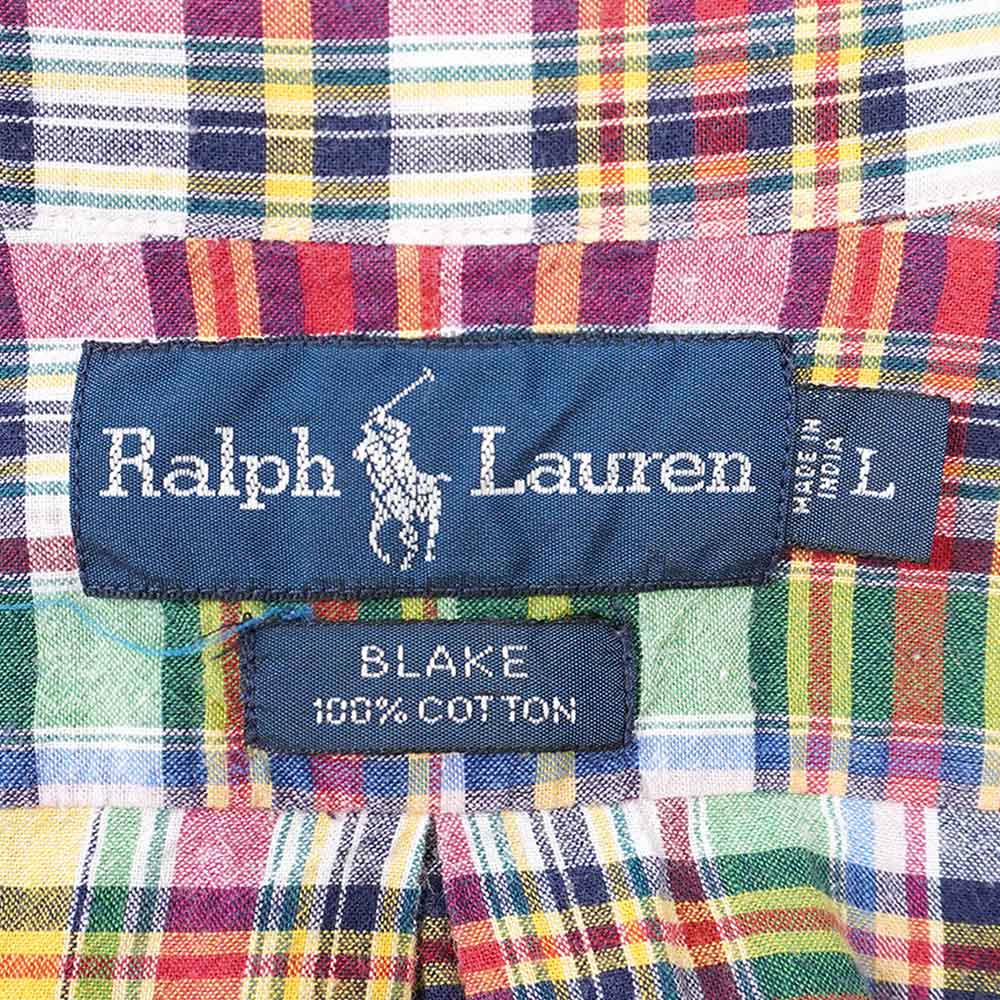 Ralph Lauren
MADE IN
INDIA
L
BLAKE
100% COTTON